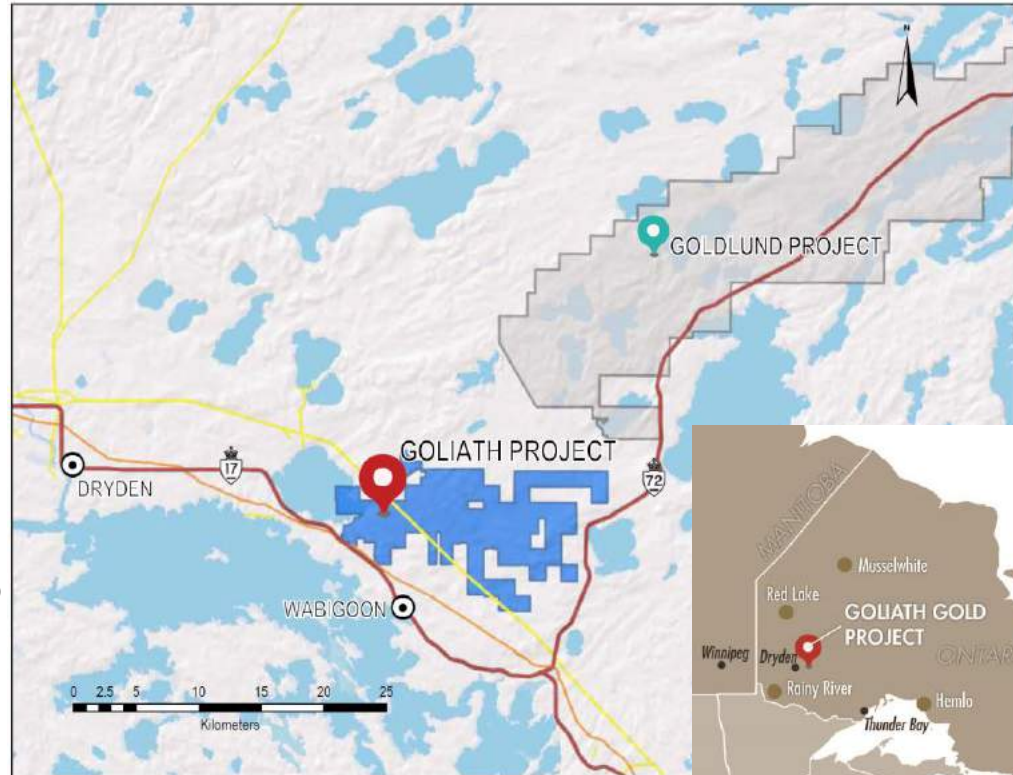 N
GOLDLUND PROJECT
GOLIATH PROJECT
17
72
DRYDEN
WABIGOON
0 2.5 5 10 15 20 25
Kilometers
MANITOBA
Musselwhite
Red Lake
GOLIATH GOLD
PROJECT
ONTAR
Winnipeg
Dryden
Rainy River
Hemlo
Thunder Bay